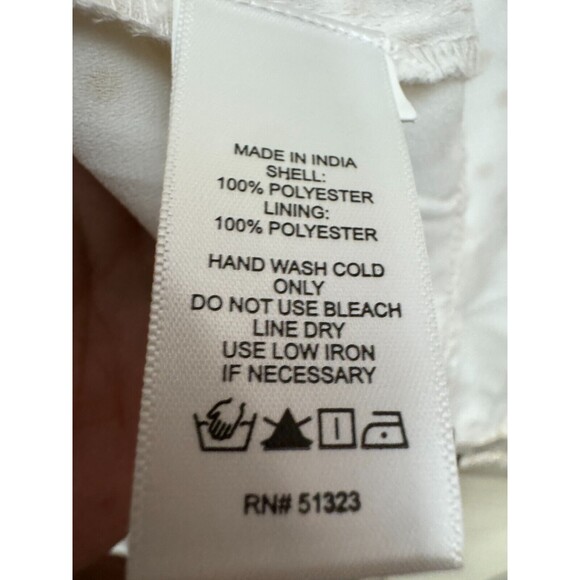 MADE IN INDIA
SHELL:
100% POLYESTER
LINING:
100% POLYESTER
HAND WASH COLD
ONLY
DO NOT USE BLEACH
LINE DRY
USE LOW IRON
IF NECESSARY
RN# 51323